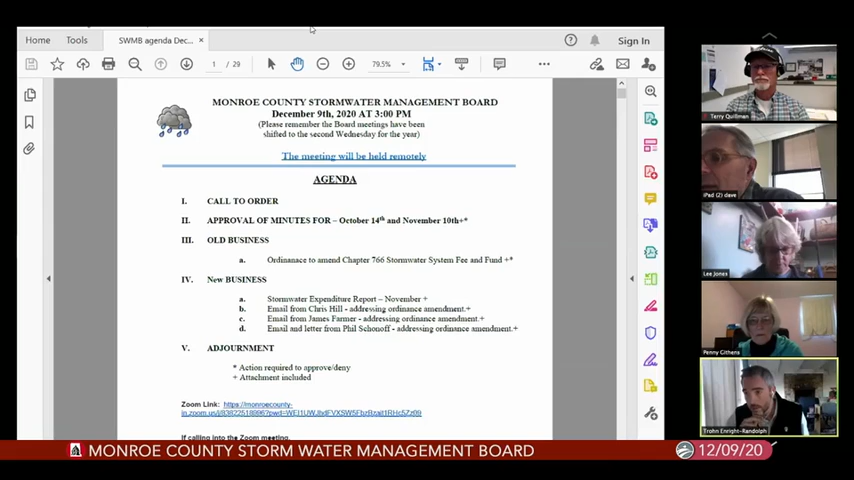 Home
Tools
SWMB agenda Dec...
×
Sign In
1 / 29
79.5%
MONROE COUNTY STORMWATER MANAGEMENT BOARD
December 9th, 2020 AT 3:00 PM
(Please remember the Board meetings have been
shifted to the second Wednesday for the year)
The meeting will be held remotely
AGENDA
I. CALL TO ORDER
II. APPROVAL OF MINUTES FOR – October 14th and November 10th+*
III. OLD BUSINESS
a. Ordinanace to amend Chapter 766 Stormwater System Fee and Fund +*
IV. New BUSINESS
a. Stormwater Expenditure Report – November +
b. Email from Chris Hill - addressing ordinance amendment.+
c. Email from James Farmer - addressing ordinance amendment.+
d. Email and letter from Phil Schonoff - addressing ordinance amendment.+
V. ADJOURNMENT
* Action required to approve/deny
+ Attachment included
Zoom Link: https://monroecounty-
If calling into the Zoom meeting,
Terry Quillman
iPad (2) dave
Lee Jones
Penny Githens
Trohn Enright-Randolph
MONROE COUNTY STORM WATER MANAGEMENT BOARD
12/09/20